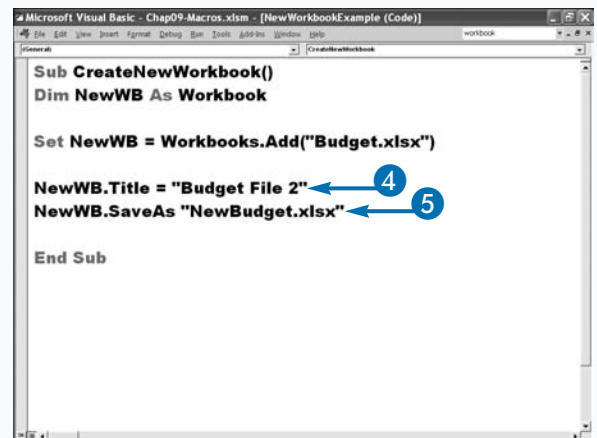 Microsoft Visual Basic - Chap09-Macros.xlsm - [NewWorkbookExample (Code)]
File Edit View Insert Format Debug Run Tools Add-Ins Window Help workbook
(General) CreateNewWorkbook
Sub CreateNewWorkbook()
Dim NewWB As Workbook
Set NewWB = Workbooks.Add("Budget.xlsx")
NewWB.Title = "Budget File 2" 4
NewWB.SaveAs "NewBudget.xlsx" 5
End Sub